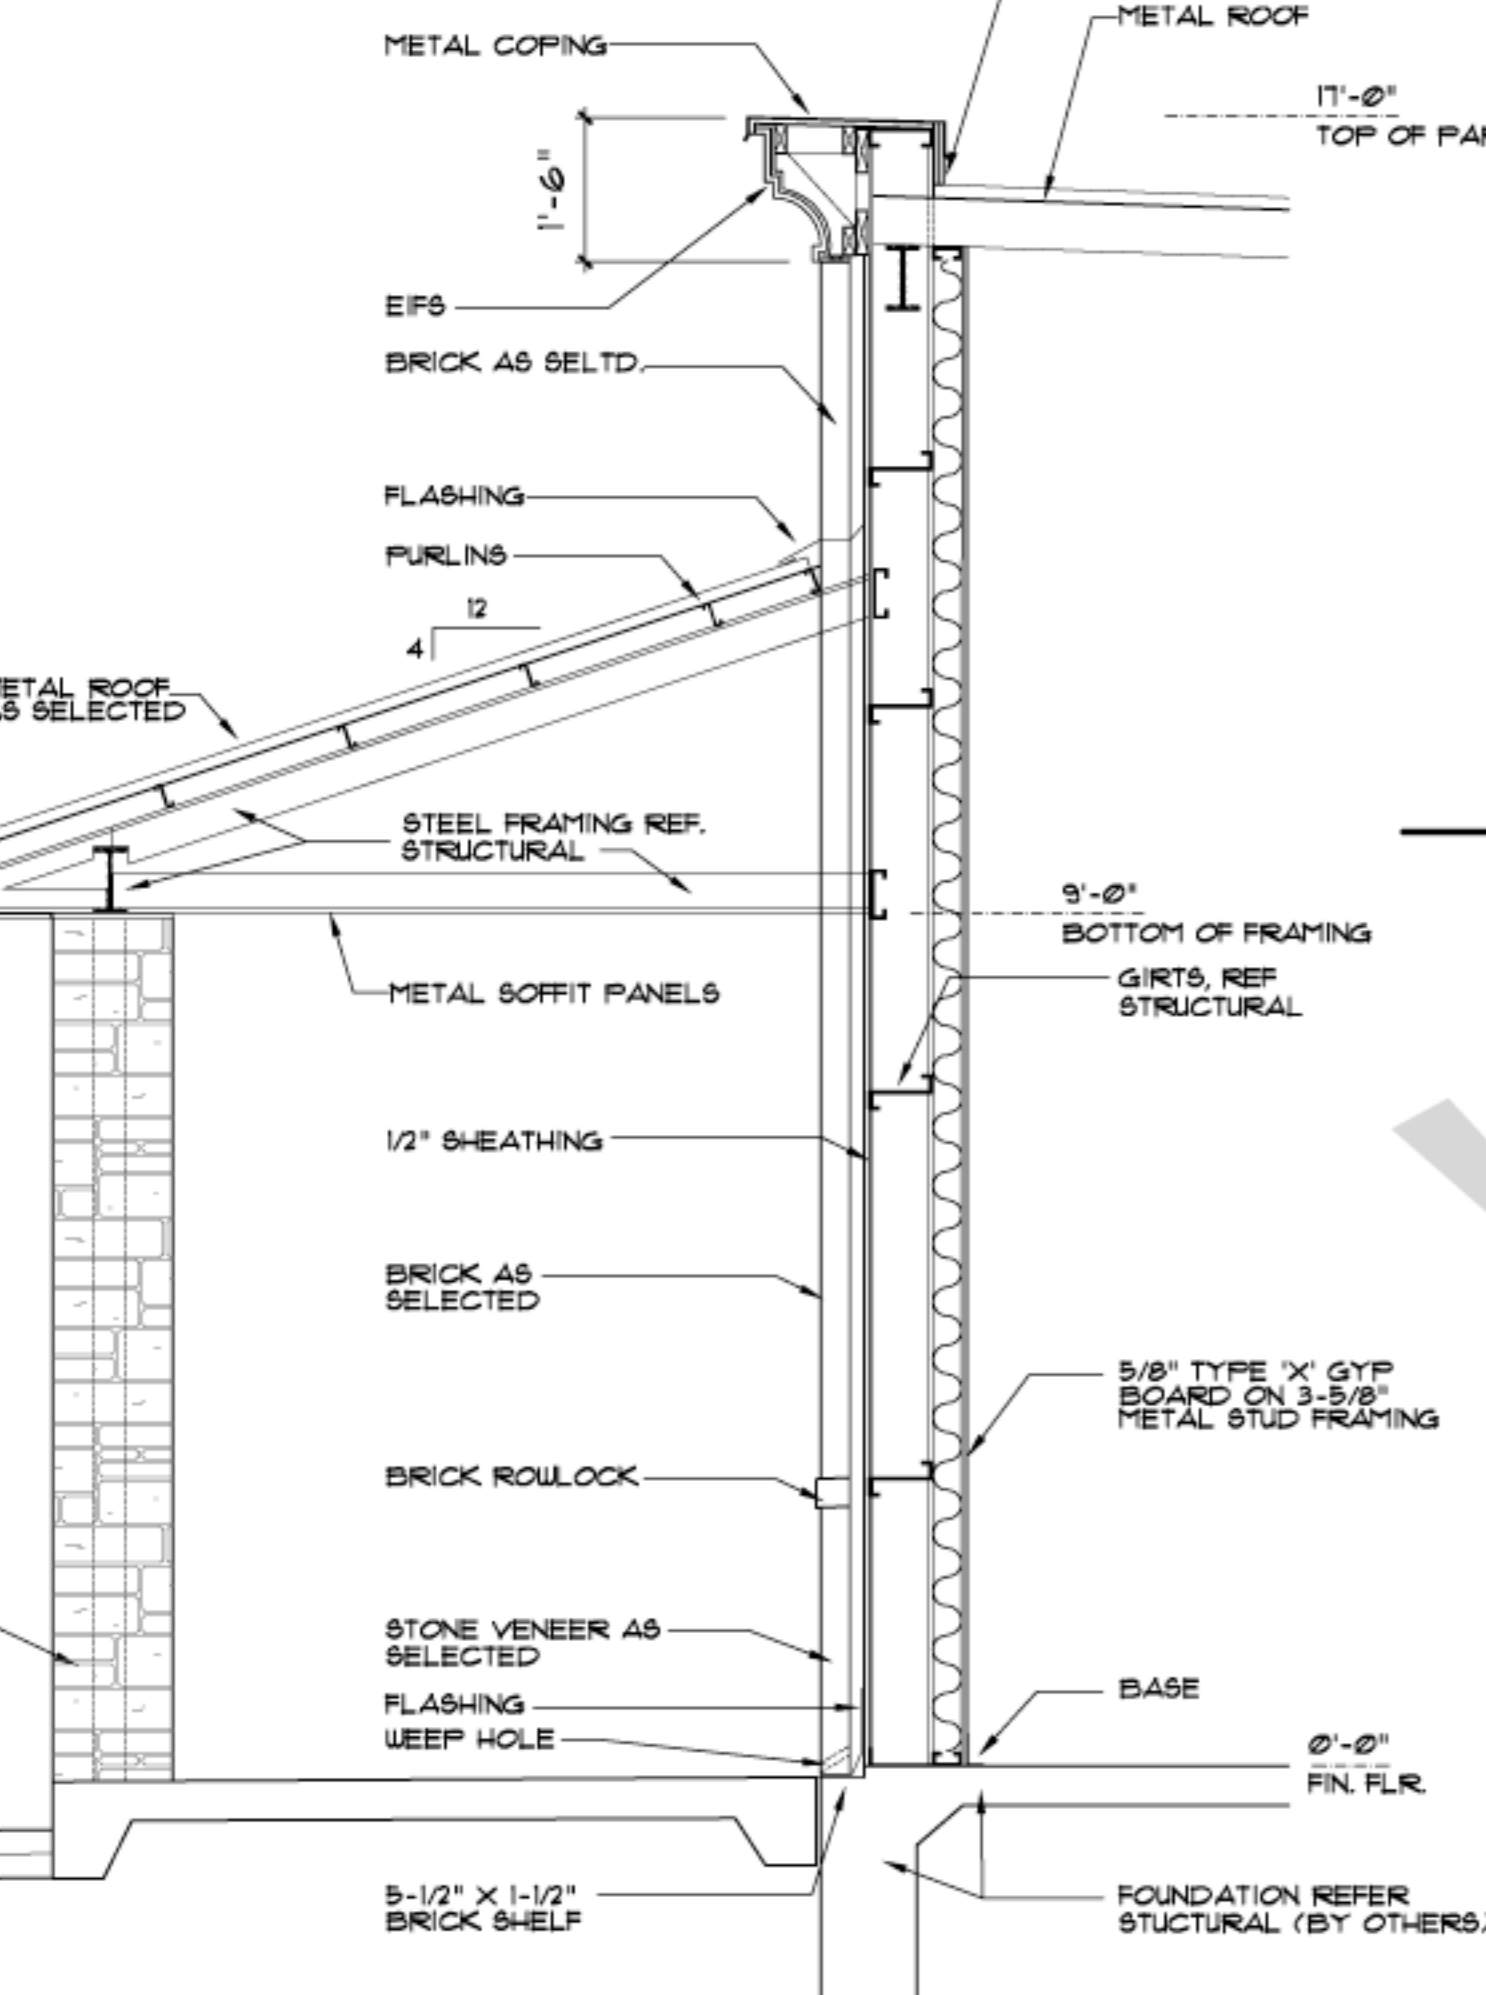 METAL COPING
METAL ROOF
17'-0"
TOP OF
1'-6"
EIFS
BRICK AS SELTD.
FLASHING
PURLINS
12
4
ROOF
SELECTED
STEEL FRAMING REF.
STRUCTURAL
9'-0"
BOTTOM OF FRAMING
GIRTS, REF
STRUCTURAL
METAL SOFFIT PANELS
1/2" SHEATHING
BRICK AS
SELECTED
5/8" TYPE 'X' GYP
BOARD ON 3-5/8"
METAL STUD FRAMING
BRICK ROWLOCK
STONE VENEER AS
SELECTED
FLASHING
WEEP HOLE
BASE
0'-0"
FIN. FLR.
5-1/2" X 1-1/2"
BRICK SHELF
FOUNDATION REFER
STUCTURAL (BY OTHERS)